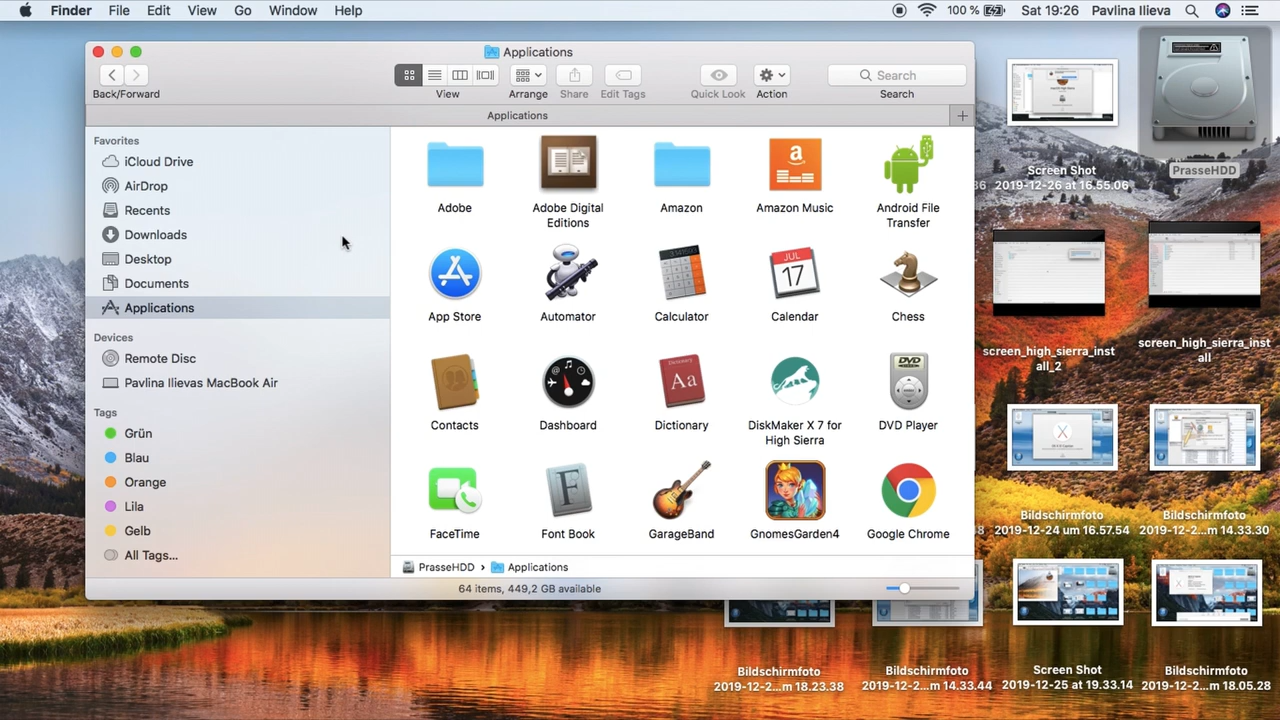 Finder File Edit View Go Window Help
100 % Sat 19:26 Pavlina Ilieva
Applications
Back/Forward
View
Arrange
Share
Edit Tags
Quick Look
Action
Search
Search
Applications
Favorites
iCloud Drive
AirDrop
Recents
Downloads
Desktop
Documents
Applications
Devices
Remote Disc
Pavlina Ilievas MacBook Air
Tags
Grün
Blau
Orange
Lila
Gelb
All Tags...
Adobe
Adobe Digital
Editions
Amazon
Amazon Music
Android File
Transfer
App Store
Automator
Calculator
JUL
17
Calendar
Chess
Contacts
Dashboard
Aa
Dictionary
DiskMaker X 7 for
High Sierra
DVD
DVD Player
FaceTime
F
Font Book
GarageBand
GnomesGarden4
Google Chrome
PrasseHDD › Applications
64 items, 449,2 GB available
Screen Shot
2019-12-26 at 16.55.06
PrasseHDD
screen_high_sierra_inst
all_2
screen_high_sierra_inst
all
Bildschirmfoto
2019-12-24 um 16.57.54
Bildschirmfoto
2019-12-2...m 14.33.30
Bildschirmfoto
2019-12-2...m 18.23.38
Bildschirmfoto
2019-12-2...m 14.33.44
Screen Shot
2019-12-25 at 19.33.14
Bildschirmfoto
2019-12-2...m 18.05.28